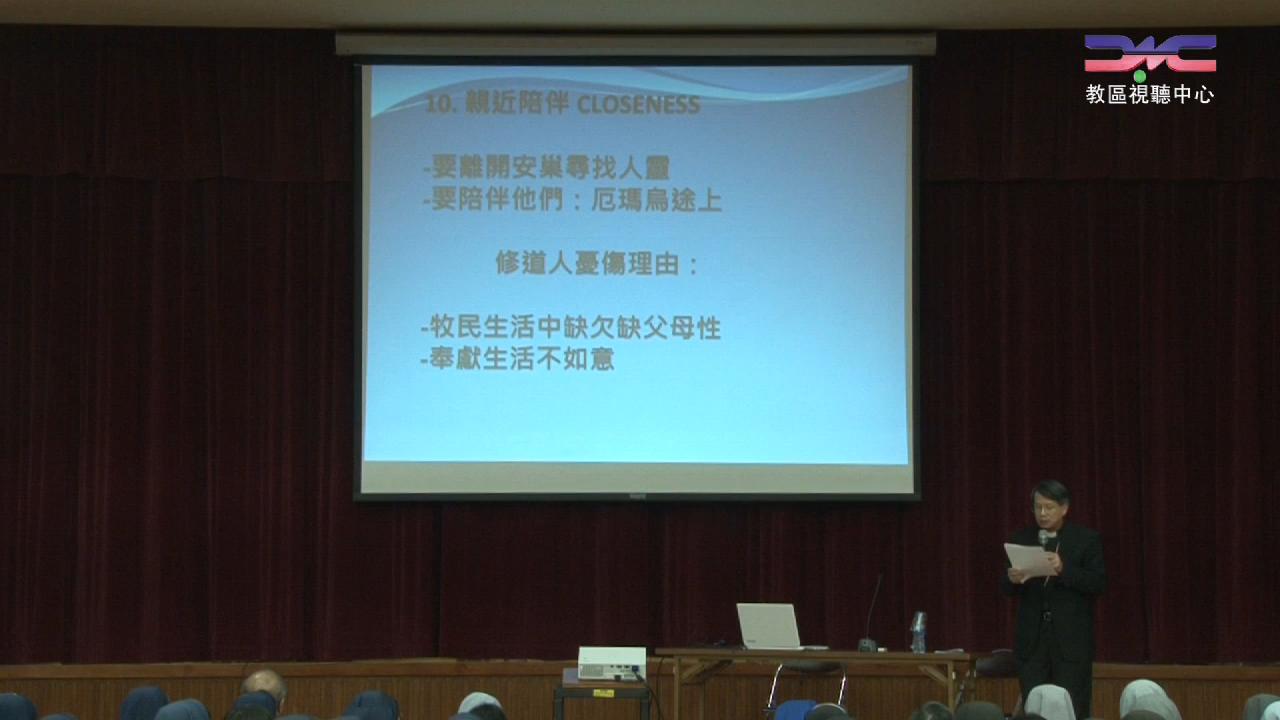 教區視聽中心
10. 親近陪伴 CLOSENESS
-要離開安巢尋找人靈
-要陪伴他們：厄瑪烏途上
修道人憂傷理由：
-牧民生活中缺欠缺父母性
-奉獻生活不如意